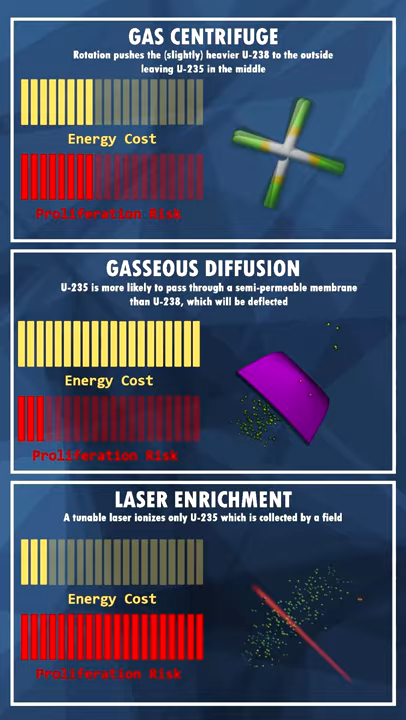 GAS CENTRIFUGE
Rotation pushes the (slightly) heavier U-238 to the outside
leaving U-235 in the middle
Energy Cost
Proliferation Risk
GASSEOUS DIFFUSION
U-235 is more likely to pass through a semi-permeable membrane
than U-238, which will be deflected
Energy Cost
Proliferation Risk
LASER ENRICHMENT
A tunable laser ionizes only U-235 which is collected by a field
Energy Cost
Proliferation Risk